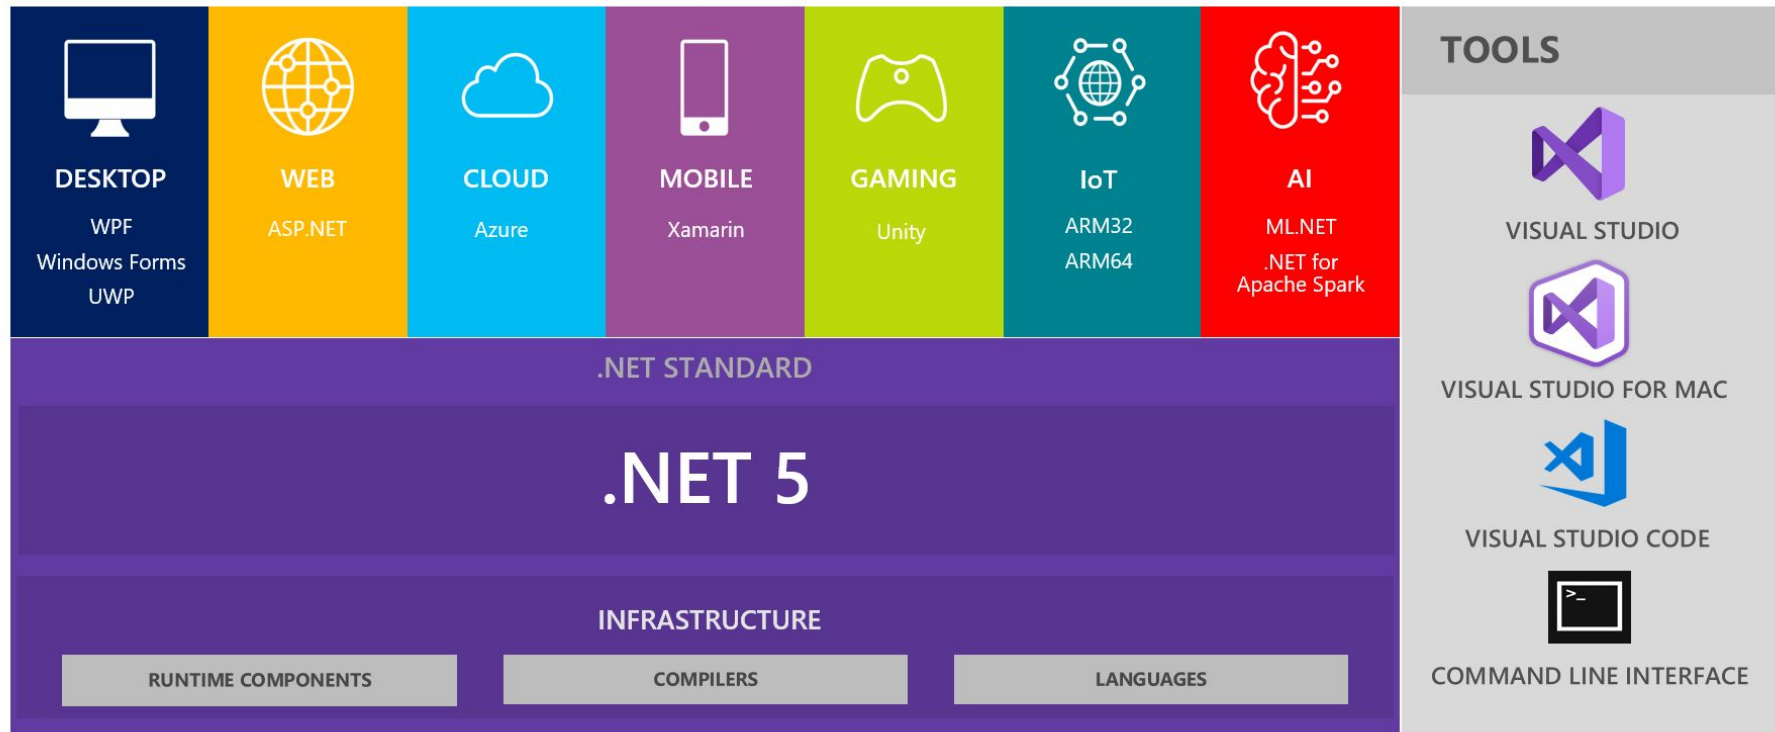 DESKTOP
WPF
Windows Forms
UWP
WEB
ASP.NET
CLOUD
Azure
MOBILE
Xamarin
GAMING
Unity
IoT
ARM32
ARM64
AI
ML.NET
.NET for
Apache Spark
.NET STANDARD
.NET 5
INFRASTRUCTURE
RUNTIME COMPONENTS
COMPILERS
LANGUAGES
TOOLS
VISUAL STUDIO
VISUAL STUDIO FOR MAC
VISUAL STUDIO CODE
>_
COMMAND LINE INTERFACE